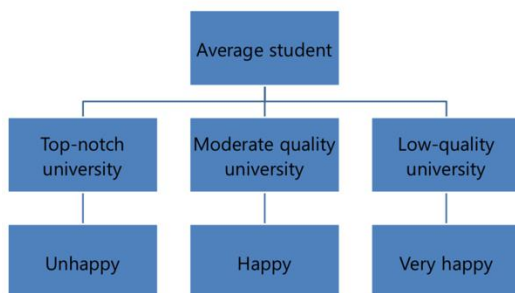 Average student
Top-notch
university
Moderate quality
university
Low-quality
university
Unhappy
Happy
Very happy